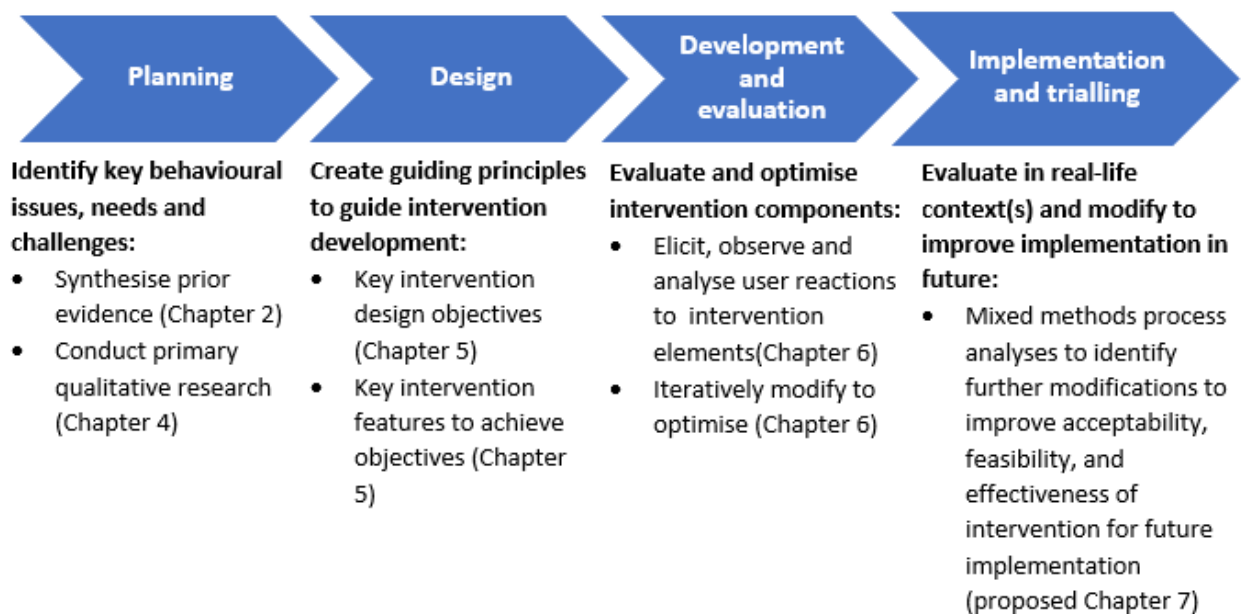 Planning
Design
Development
and
evaluation
Implementation
and trialling
Identify key behavioural
issues, needs and
challenges:
• Synthesise prior
evidence (Chapter 2)
• Conduct primary
qualitative research
(Chapter 4)
Create guiding principles
to guide intervention
development:
• Key intervention
design objectives
(Chapter 5)
• Key intervention
features to achieve
objectives (Chapter
5)
Evaluate and optimise
intervention components:
• Elicit, observe and
analyse user reactions
to intervention
elements(Chapter 6)
• Iteratively modify to
optimise (Chapter 6)
Evaluate in real-life
context(s) and modify to
improve implementation in
future:
• Mixed methods process
analyses to identify
further modifications to
improve acceptability,
feasibility, and
effectiveness of
intervention for future
implementation
(proposed Chapter 7)